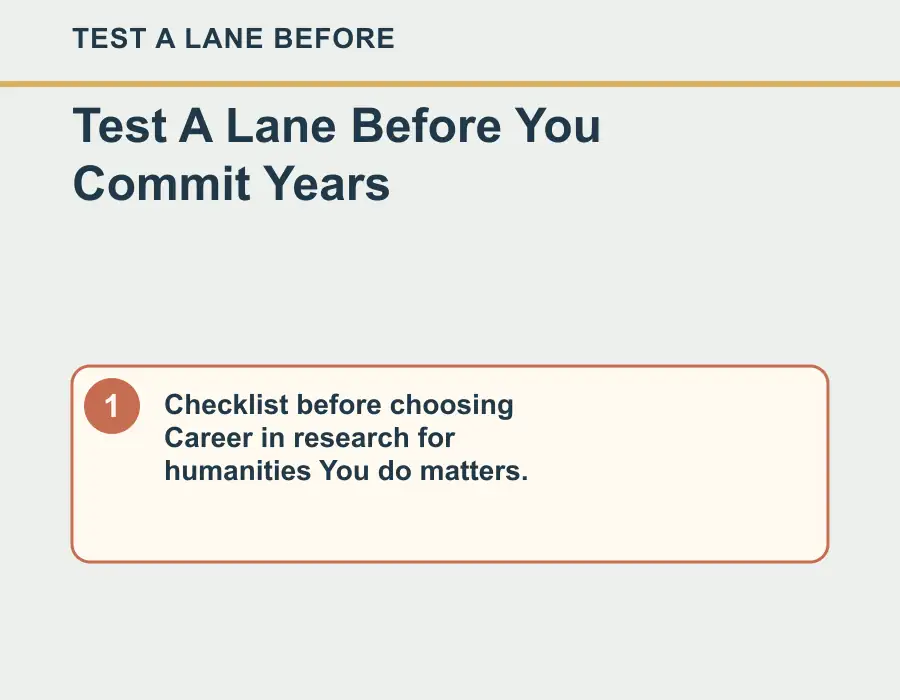 TEST A LANE BEFORE
Test A Lane Before You
Commit Years
1
Checklist before choosing
Career in research for
humanities You do matters.